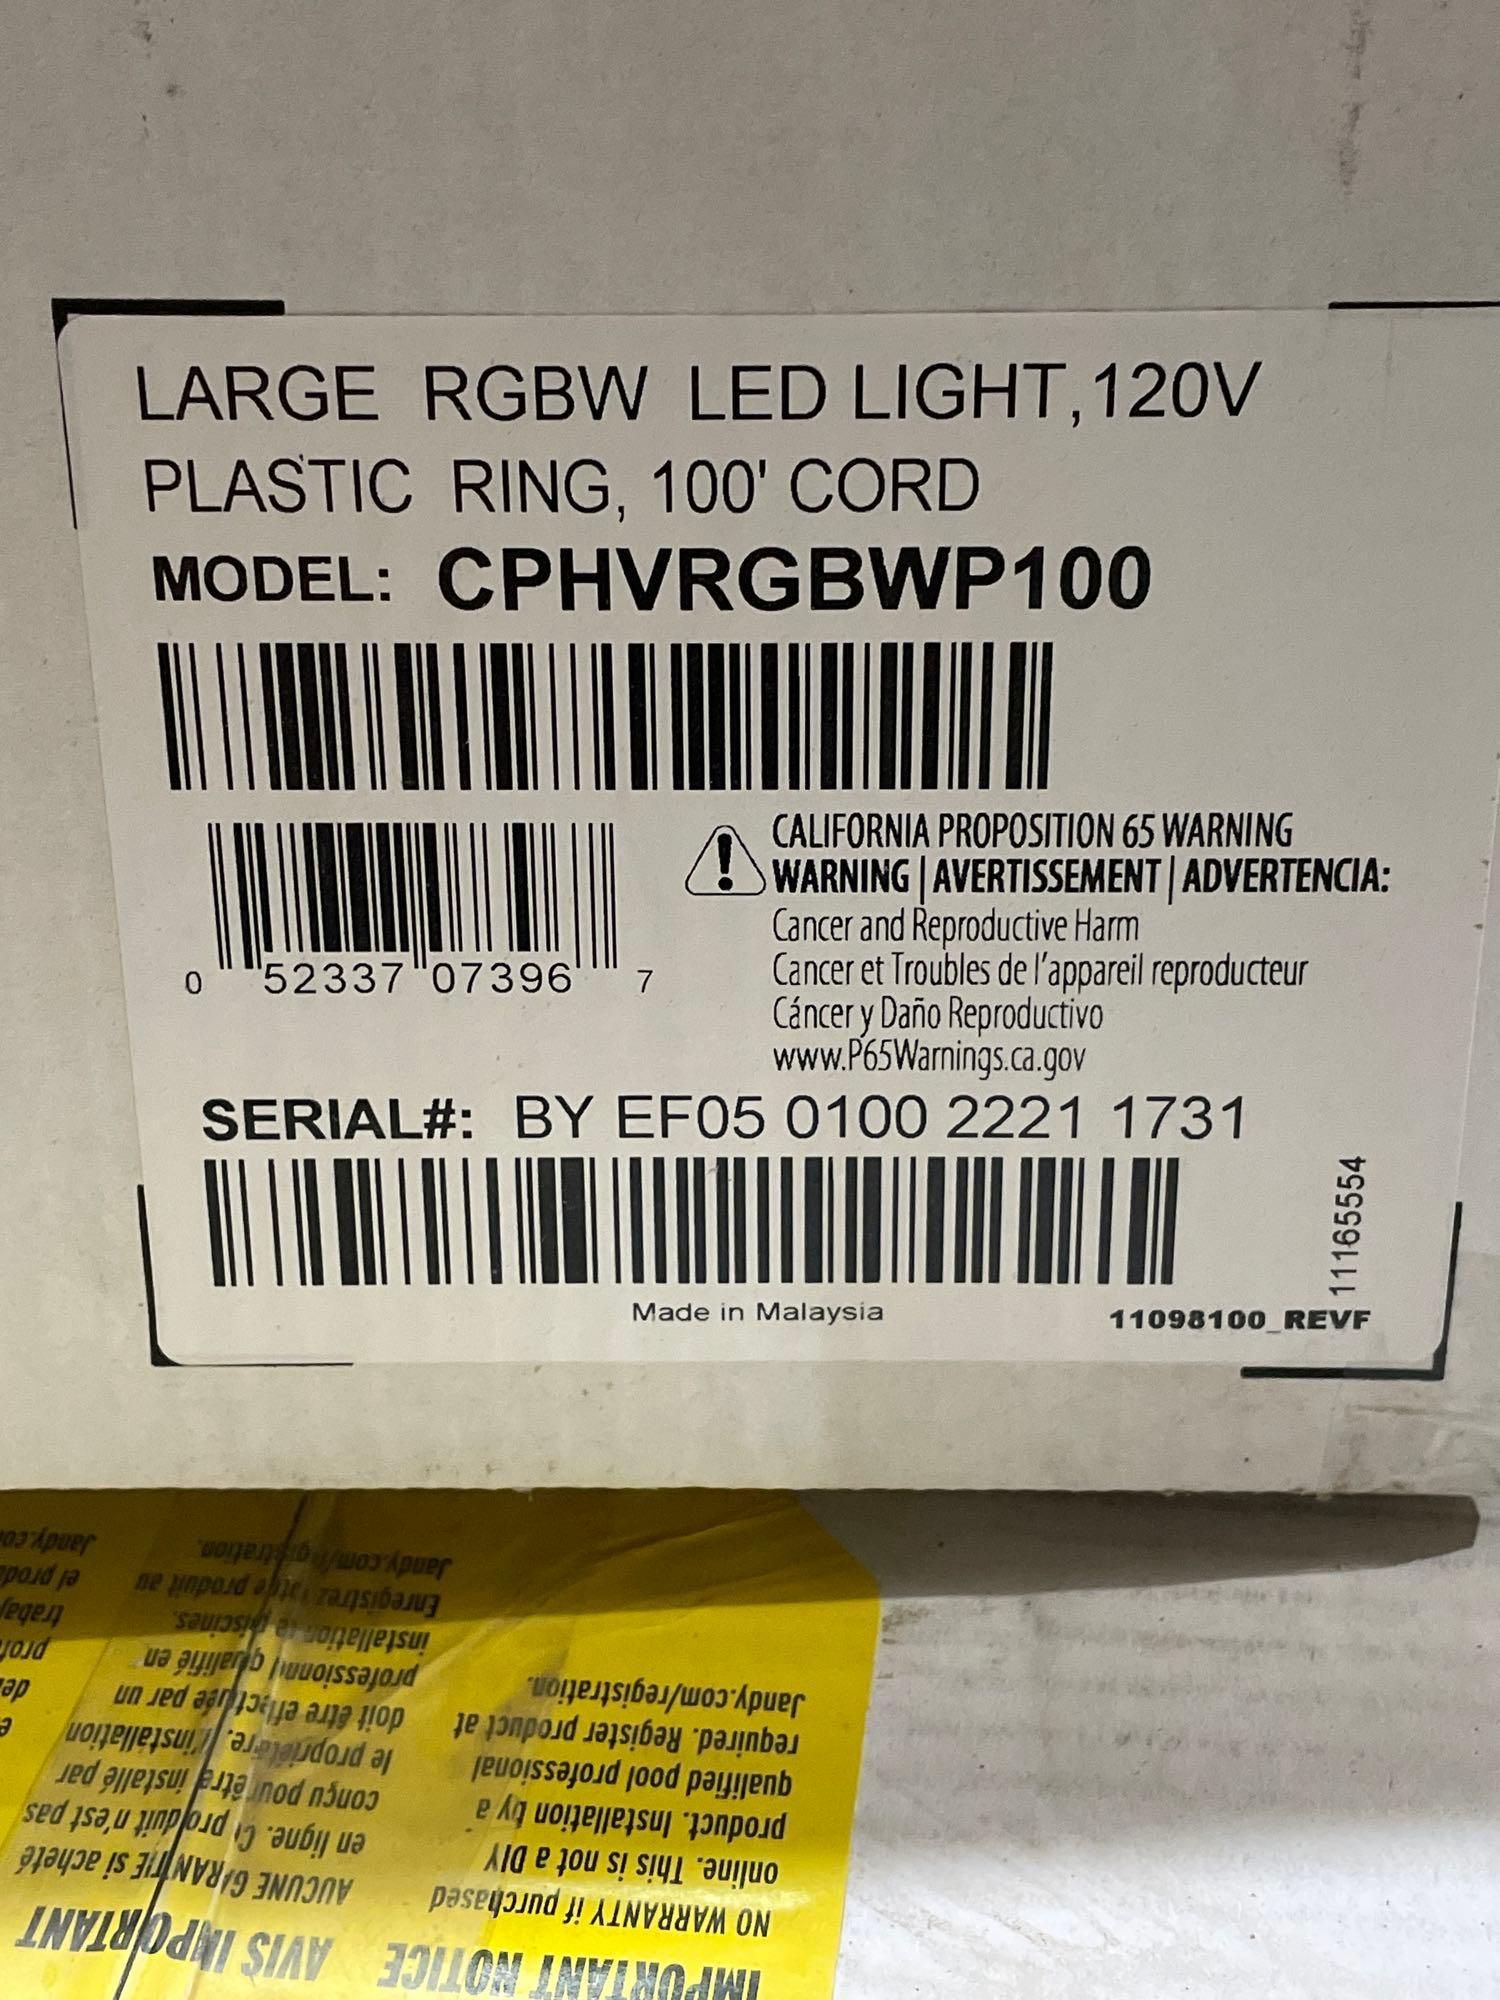 LARGE RGBW LED LIGHT, 120V
PLASTIC RING, 100' CORD
MODEL: CPHVRGBWP100
CALIFORNIA PROPOSITION 65 WARNING
WARNING | AVERTISSEMENT | ADVERTENCIA:
Cancer and Reproductive Harm
Cancer et Troubles de l'appareil reproducteur
Cáncer y Daño Reproductivo
www.P65Warnings.ca.gov
0 52337 07396 7
SERIAL#: BY EF05 0100 2221 1731
11165554
Made in Malaysia
11098100_REVF
IMPORTANT NOTICE
NO WARRANTY if purchased
online. This is not a DIY
product. Installation by a
qualified pool professional
required. Register product at
Jandy.com/registration.
AVIS IMPORTANT
AUCUNE GARANTIE si acheté
en ligne. Ce produit n'est pas
conçu pour être installé par
le propriétaire. l'installation
doit être effectuée par un
professionnel qualifié en
installation de piscines.
Enregistrez votre produit au
Jandy.com/registration.